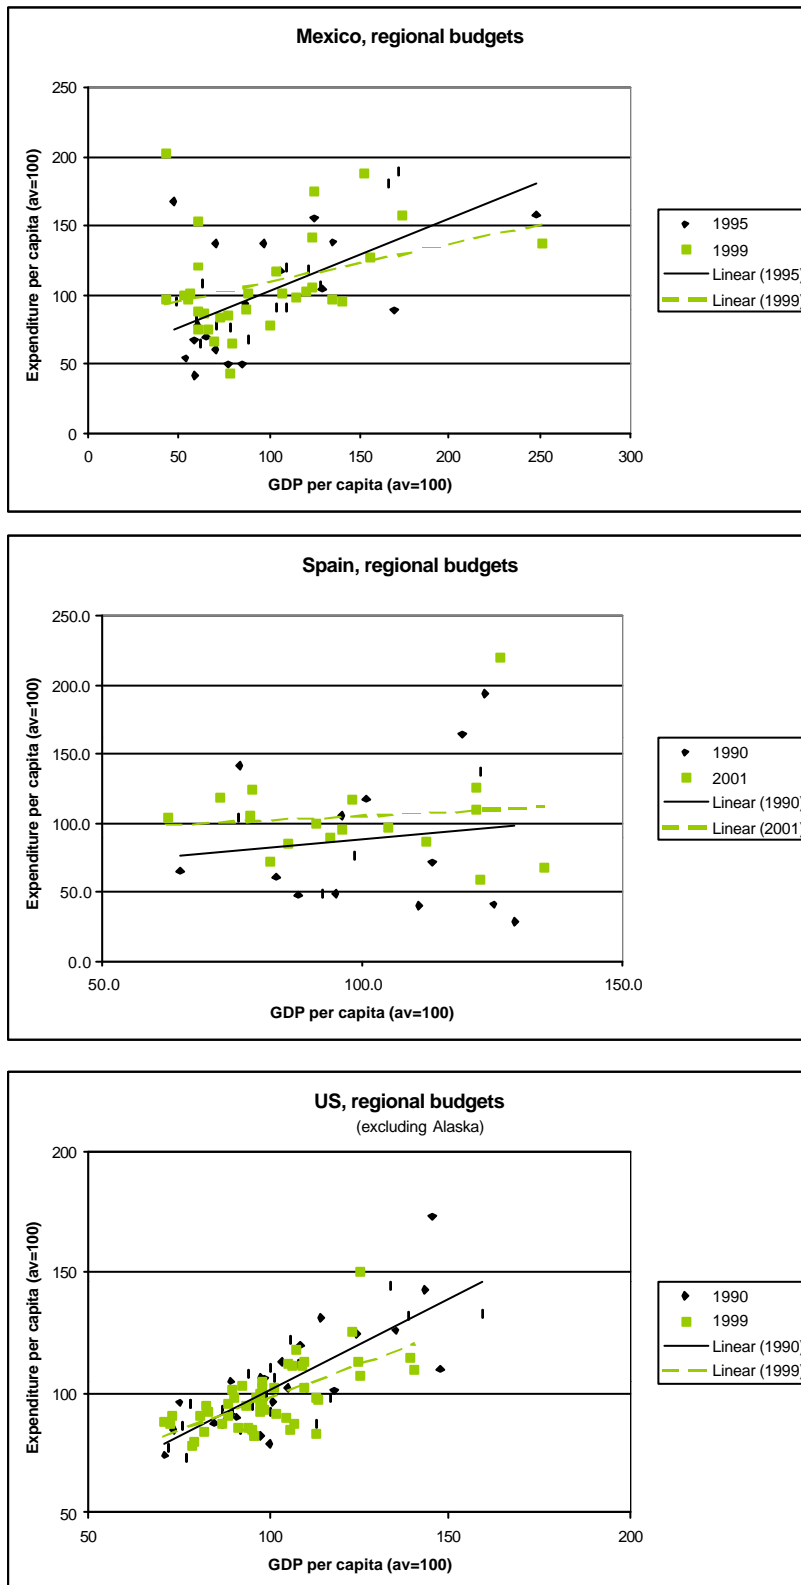 Mexico, regional budgets
Expenditure per capita (av=100)
250
200
150
100
50
0
0 50 100 150 200 250 300
GDP per capita (av=100)
1995
1999
Linear (1995)
Linear (1999)
Spain, regional budgets
Expenditure per capita (av=100)
250.0
200.0
150.0
100.0
50.0
0.0
50.0 100.0 150.0
GDP per capita (av=100)
1990
2001
Linear (1990)
Linear (2001)
US, regional budgets
(excluding Alaska)
Expenditure per capita (av=100)
200
150
100
50
50 100 150 200
GDP per capita (av=100)
1990
1999
Linear (1990)
Linear (1999)